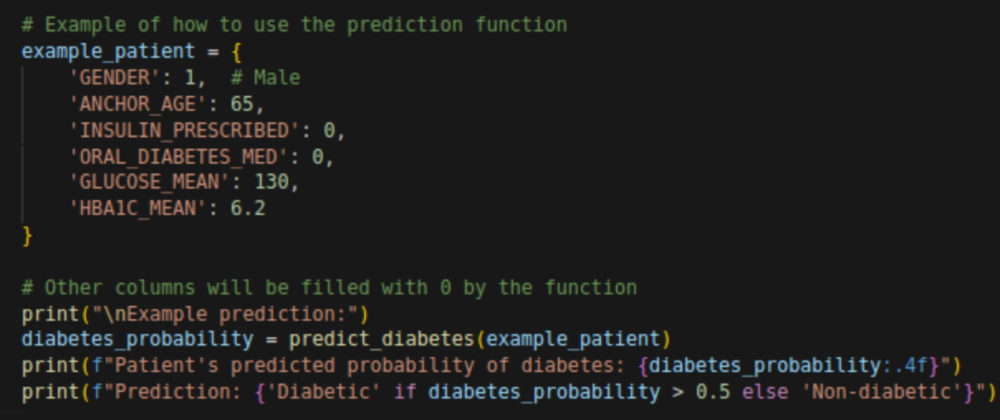 # Example of how to use the prediction function
example_patient = {
    'GENDER': 1,  # Male
    'ANCHOR_AGE': 65,
    'INSULIN_PRESCRIBED': 0,
    'ORAL_DIABETES_MED': 0,
    'GLUCOSE_MEAN': 130,
    'HBA1C_MEAN': 6.2
}

# Other columns will be filled with 0 by the function
print("\nExample prediction:")
diabetes_probability = predict_diabetes(example_patient)
print(f"Patient's predicted probability of diabetes: {diabetes_probability:.4f}")
print(f"Prediction: {'Diabetic' if diabetes_probability > 0.5 else 'Non-diabetic'}")